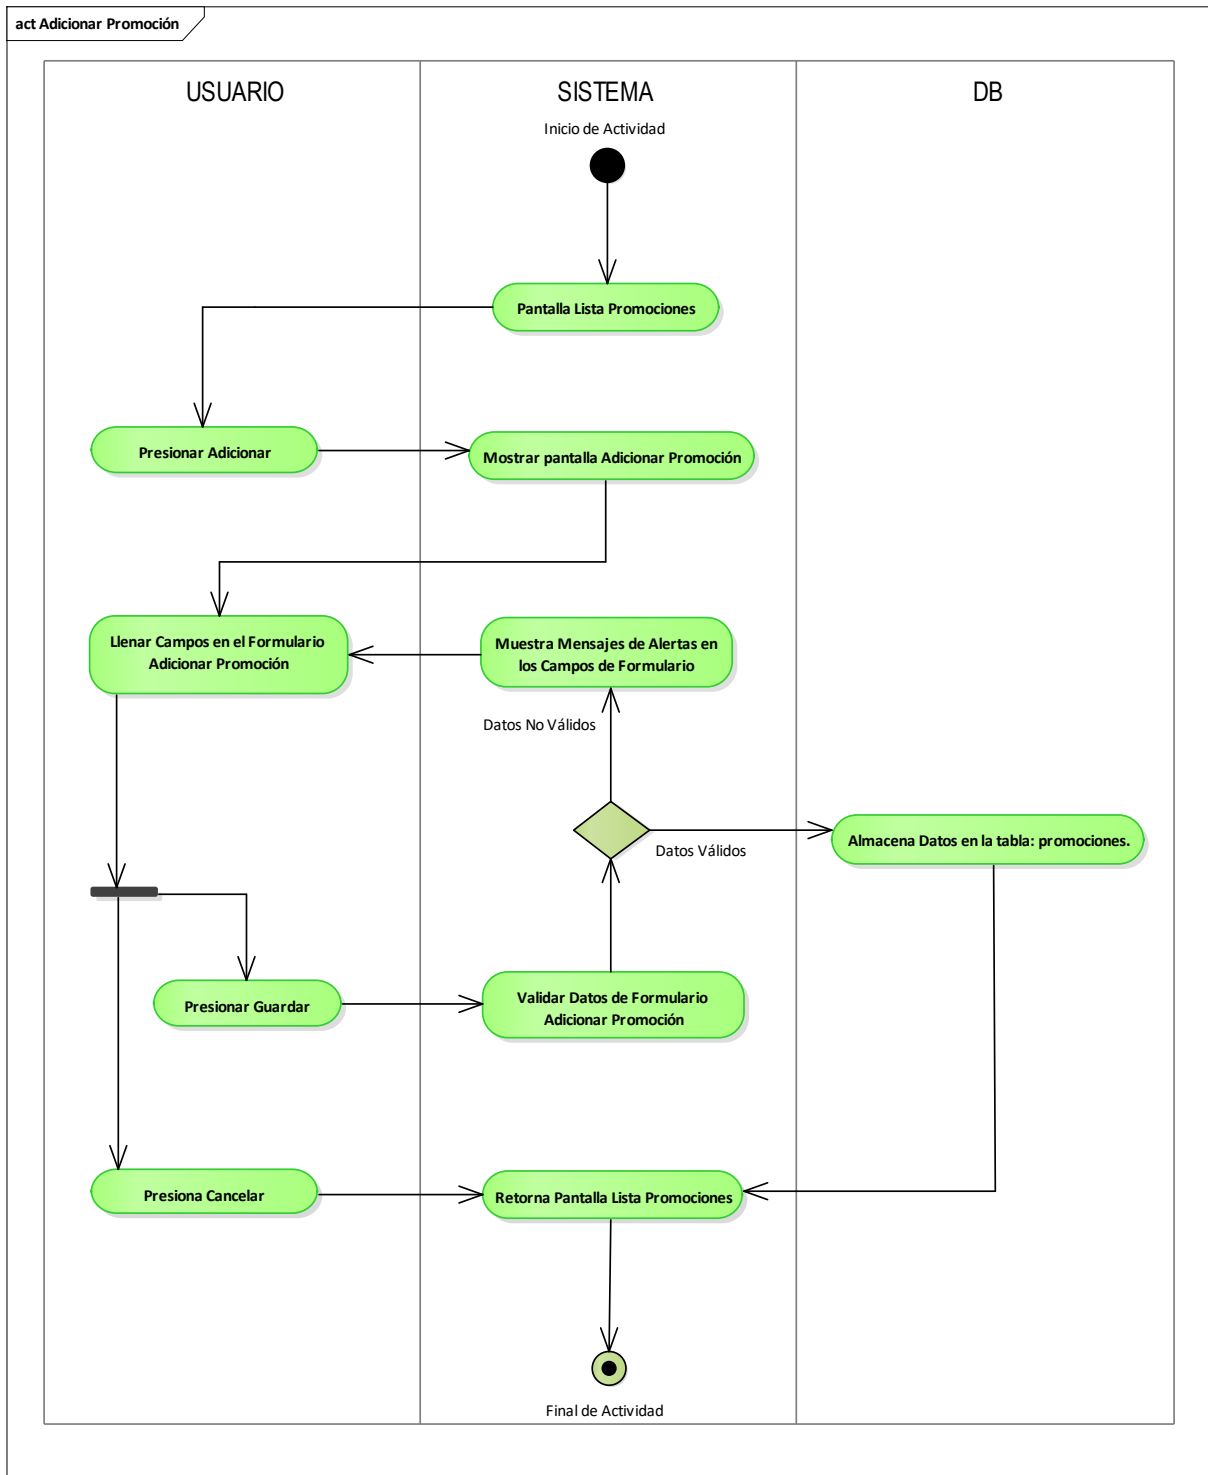 act Adicionar Promoción
USUARIO
SISTEMA
DB
Inicio de Actividad
Pantalla Lista Promociones
Presionar Adicionar
Mostrar pantalla Adicionar Promoción
Llenar Campos en el Formulario
Adicionar Promoción
Muestra Mensajes de Alertas en
los Campos de Formulario
Datos No Válidos
Datos Válidos
Almacena Datos en la tabla: promociones.
Presionar Guardar
Validar Datos de Formulario
Adicionar Promoción
Presiona Cancelar
Retorna Pantalla Lista Promociones
Final de Actividad